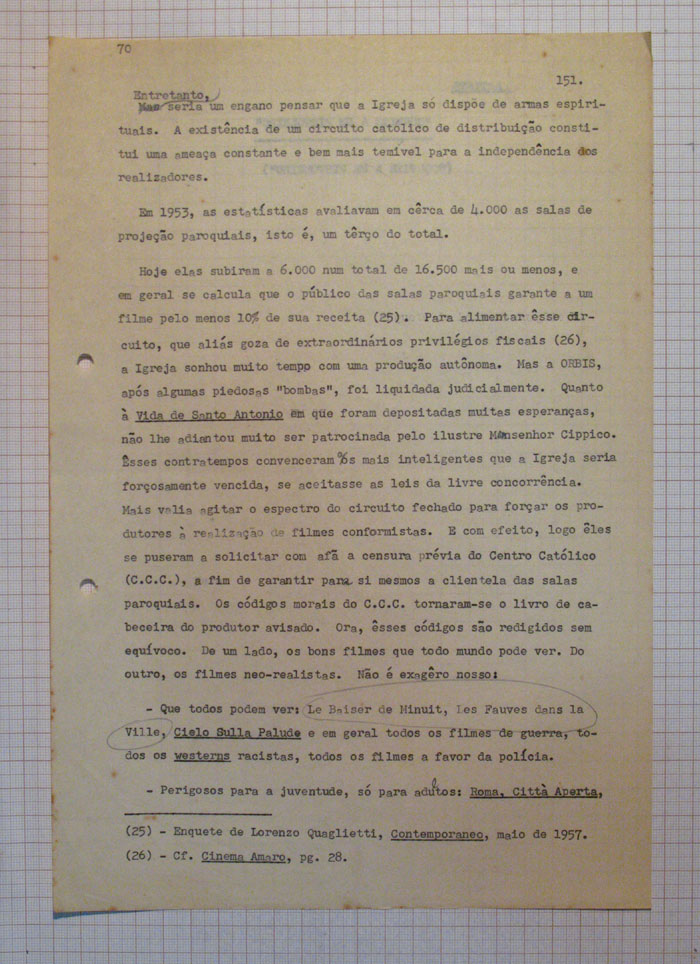 70
151.
Entretanto,
Mas seria um engano pensar que a Igreja só dispõe de armas espiri-
tuais. A existência de um circuito católico de distribuição consti-
tui uma ameaça constante e bem mais temível para a independência dos
realizadores.
Em 1953, as estatísticas avaliavam em cêrca de 4.000 as salas de
projeção paroquiais, isto é, um têrço do total.
Hoje elas subiram a 6.000 num total de 16.500 mais ou menos, e
em geral se calcula que o público das salas paroquiais garante a um
filme pelo menos 10% de sua receita (25). Para alimentar êsse cir-
cuito, que aliás goza de extraordinários privilégios fiscais (26),
a Igreja sonhou muito tempo com uma produção autônoma. Mas a ORBIS,
após algumas piedosas "bombas", foi liquidada judicialmente. Quanto
à Vida de Santo Antonio em que foram depositadas muitas esperanças,
não lhe adiantou muito ser patrocinada pelo ilustre Monsenhor Cippico.
Êsses contratempos convenceram os mais inteligentes que a Igreja seria
forçosamente vencida, se aceitasse as leis da livre concorrência.
Mais valia agitar o espectro do circuito fechado para forçar os pro-
dutores à realização de filmes conformistas. E com efeito, logo êles
se puseram a solicitar com afã a censura prévia do Centro Católico
(C.C.C.), a fim de garantir para si mesmos a clientela das salas
paroquiais. Os códigos morais do C.C.C. tornaram-se o livro de ca-
beceira do produtor avisado. Ora, êsses códigos são redigidos sem
equívoco. De um lado, os bons filmes que todo mundo pode ver. Do
outro, os filmes neo-realistas. Não é exagêro nosso:
- Que todos podem ver: Le Baiser de Minuit, Les Fauves dans la
Ville, Cielo Sulla Palude e em geral todos os filmes de guerra, to-
dos os westerns racistas, todos os filmes a favor da polícia.
- Perigosos para a juventude, só para adultos: Roma, Città Aperta,
(25) - Enquete de Lorenzo Quaglietti, Contemporaneo, maio de 1957.
(26) - Cf. Cinema Amaro, pg. 28.